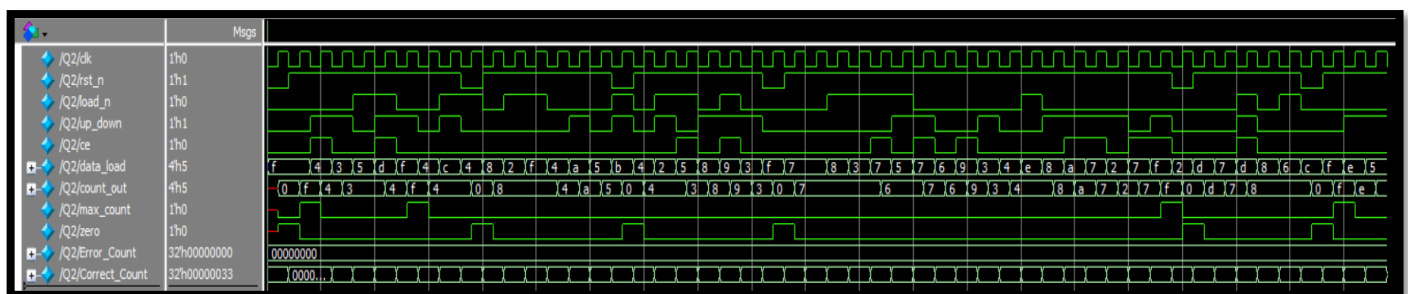 Msgs
/Q2/clk 1'h0
/Q2/rst_n 1'h1
/Q2/load_n 1'h0
/Q2/up_down 1'h1
/Q2/ce 1'h0
/Q2/data_load 4'h5 f 4 3 5 d f 4 c 4 8 2 f 4 a 5 b 4 2 5 8 9 3 f 7 8 3 7 5 7 6 9 3 4 e 8 a 7 2 7 f 2 d 7 d 8 6 c f e 5
/Q2/count_out 4'h5 0 f 4 3 4 f 4 0 8 4 a 5 0 4 3 8 9 3 0 7 6 7 6 9 3 4 8 a 7 2 7 f 0 d 7 8 0 f e
/Q2/max_count 1'h0
/Q2/zero 1'h0
/Q2/Error_Count 32'h00000000 00000000
/Q2/Correct_Count 32'h00000033 0000...